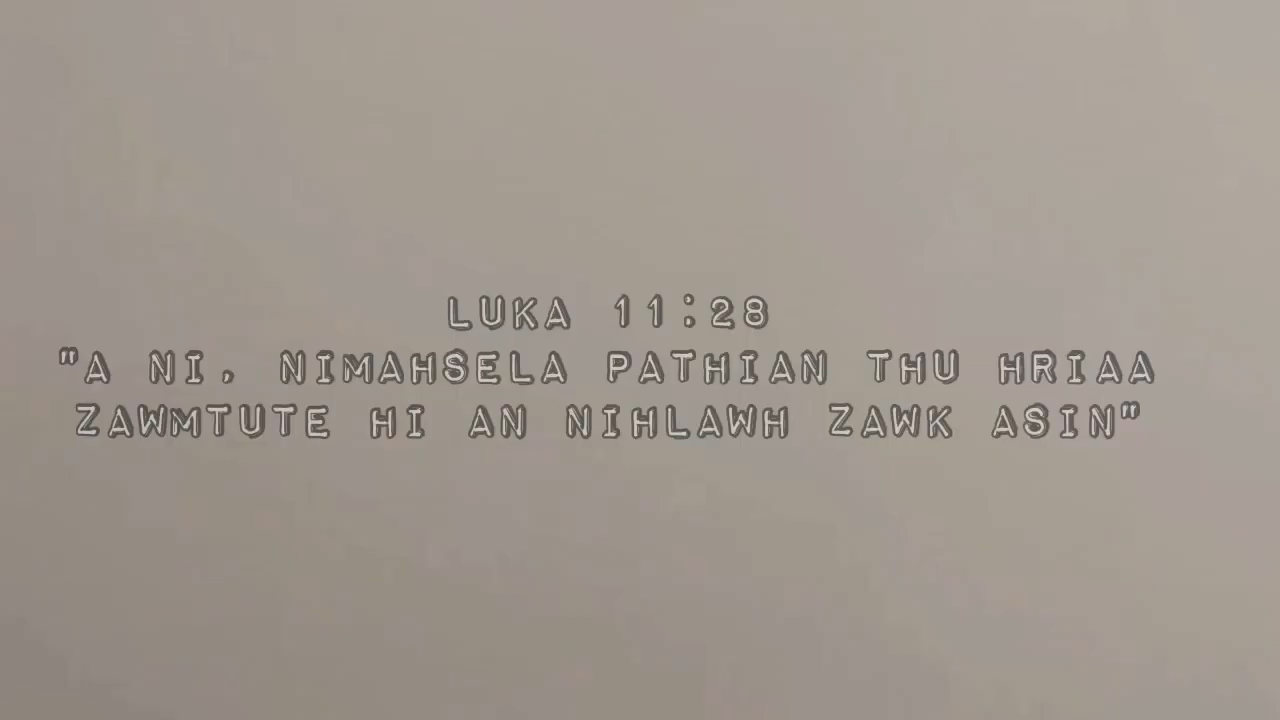 LUKA 11:28
"A NI, NIMAHSELA PATHIAN THU HRIAA
ZAWMTUTE HI AN NIHLAWH ZAWK ASIN"